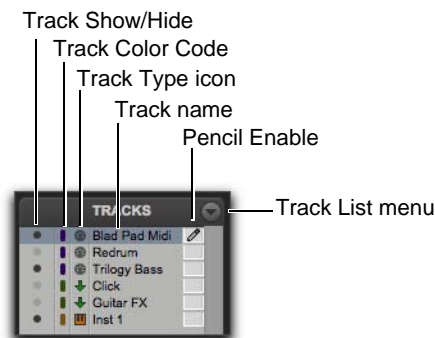 Track Show/Hide
Track Color Code
Track Type icon
Track name
Pencil Enable
Track List menu
TRACKS
Blad Pad Midi
Redrum
Trilogy Bass
Click
Guitar FX
Inst 1